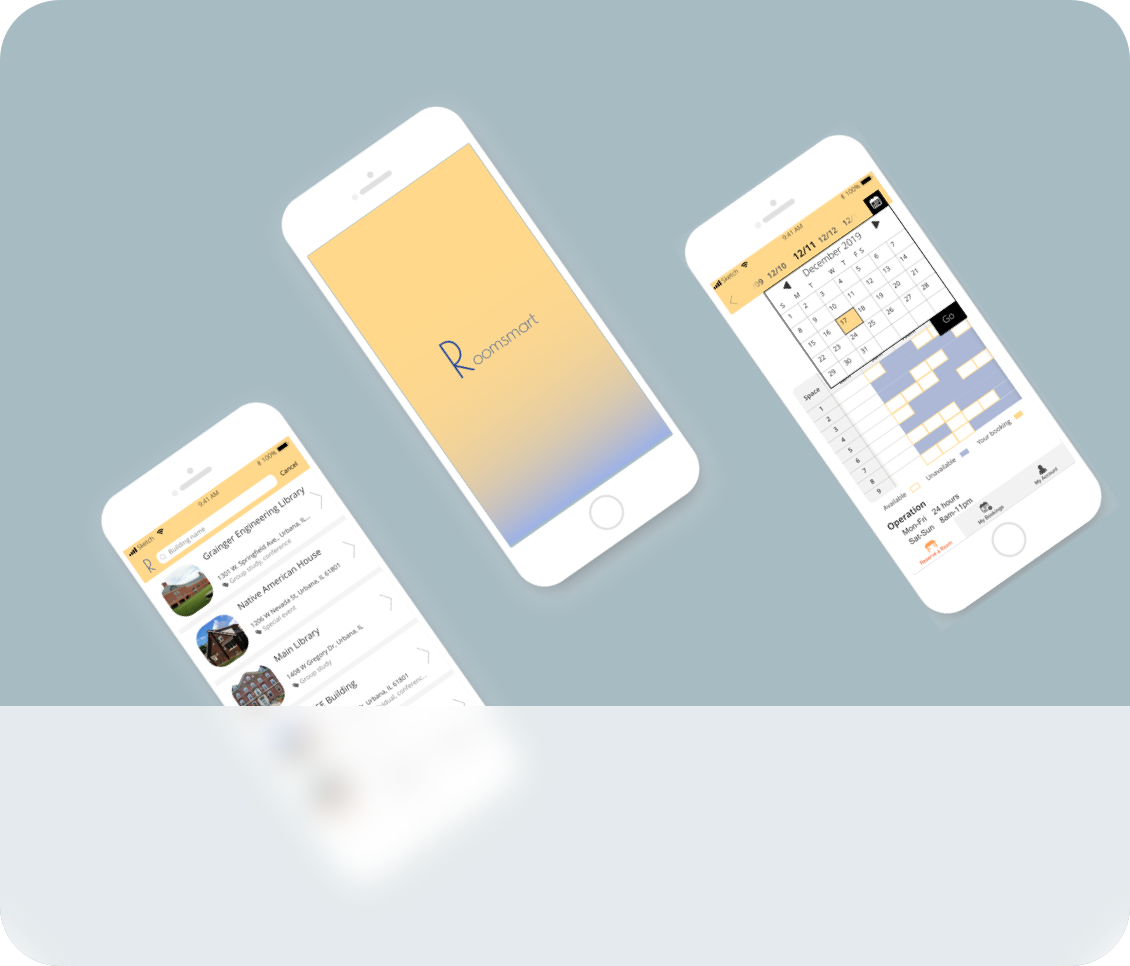 Roomsmart
Sketch
9:41 AM
100%
09 12/10 12/11 12/12 12/
December 2019
S M T W T F S
1 2 3 4 5 6 7
8 9 10 11 12 13 14
15 16 17 18 19 20 21
22 23 24 25 26 27 28
29 30 31
Go
Space
1
2
3
4
5
6
7
8
9
Available
Unavailable
Your booking
Operation
Mon-Fri 24 hours
Sat-Sun 8am-11pm
Reserve a Room
My Bookings
My Account
Sketch
9:41 AM
100%
R
Building name
Cancel
Grainger Engineering Library
1301 W. Springfield Ave., Urbana, IL,...
Group study, conference
Native American House
1206 W Nevada St, Urbana, IL 61801
Special event
Main Library
1408 W Gregory Dr, Urbana, IL
Group study
Building
Urbana, IL 61801
conferenc...